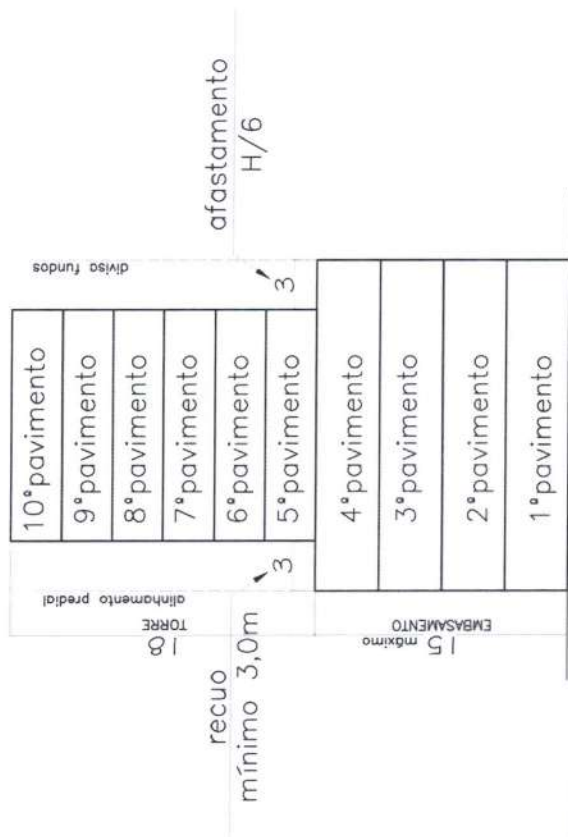 afastamento
H/6
divisa fundos
3
10°pavimento
9°pavimento
8°pavimento
7°pavimento
6°pavimento
5°pavimento
4°pavimento
3°pavimento
2°pavimento
1°pavimento
3
alinhamento predial
TORRE
18
EMBASAMENTO
15 máximo
recuo
mínimo 3,0m